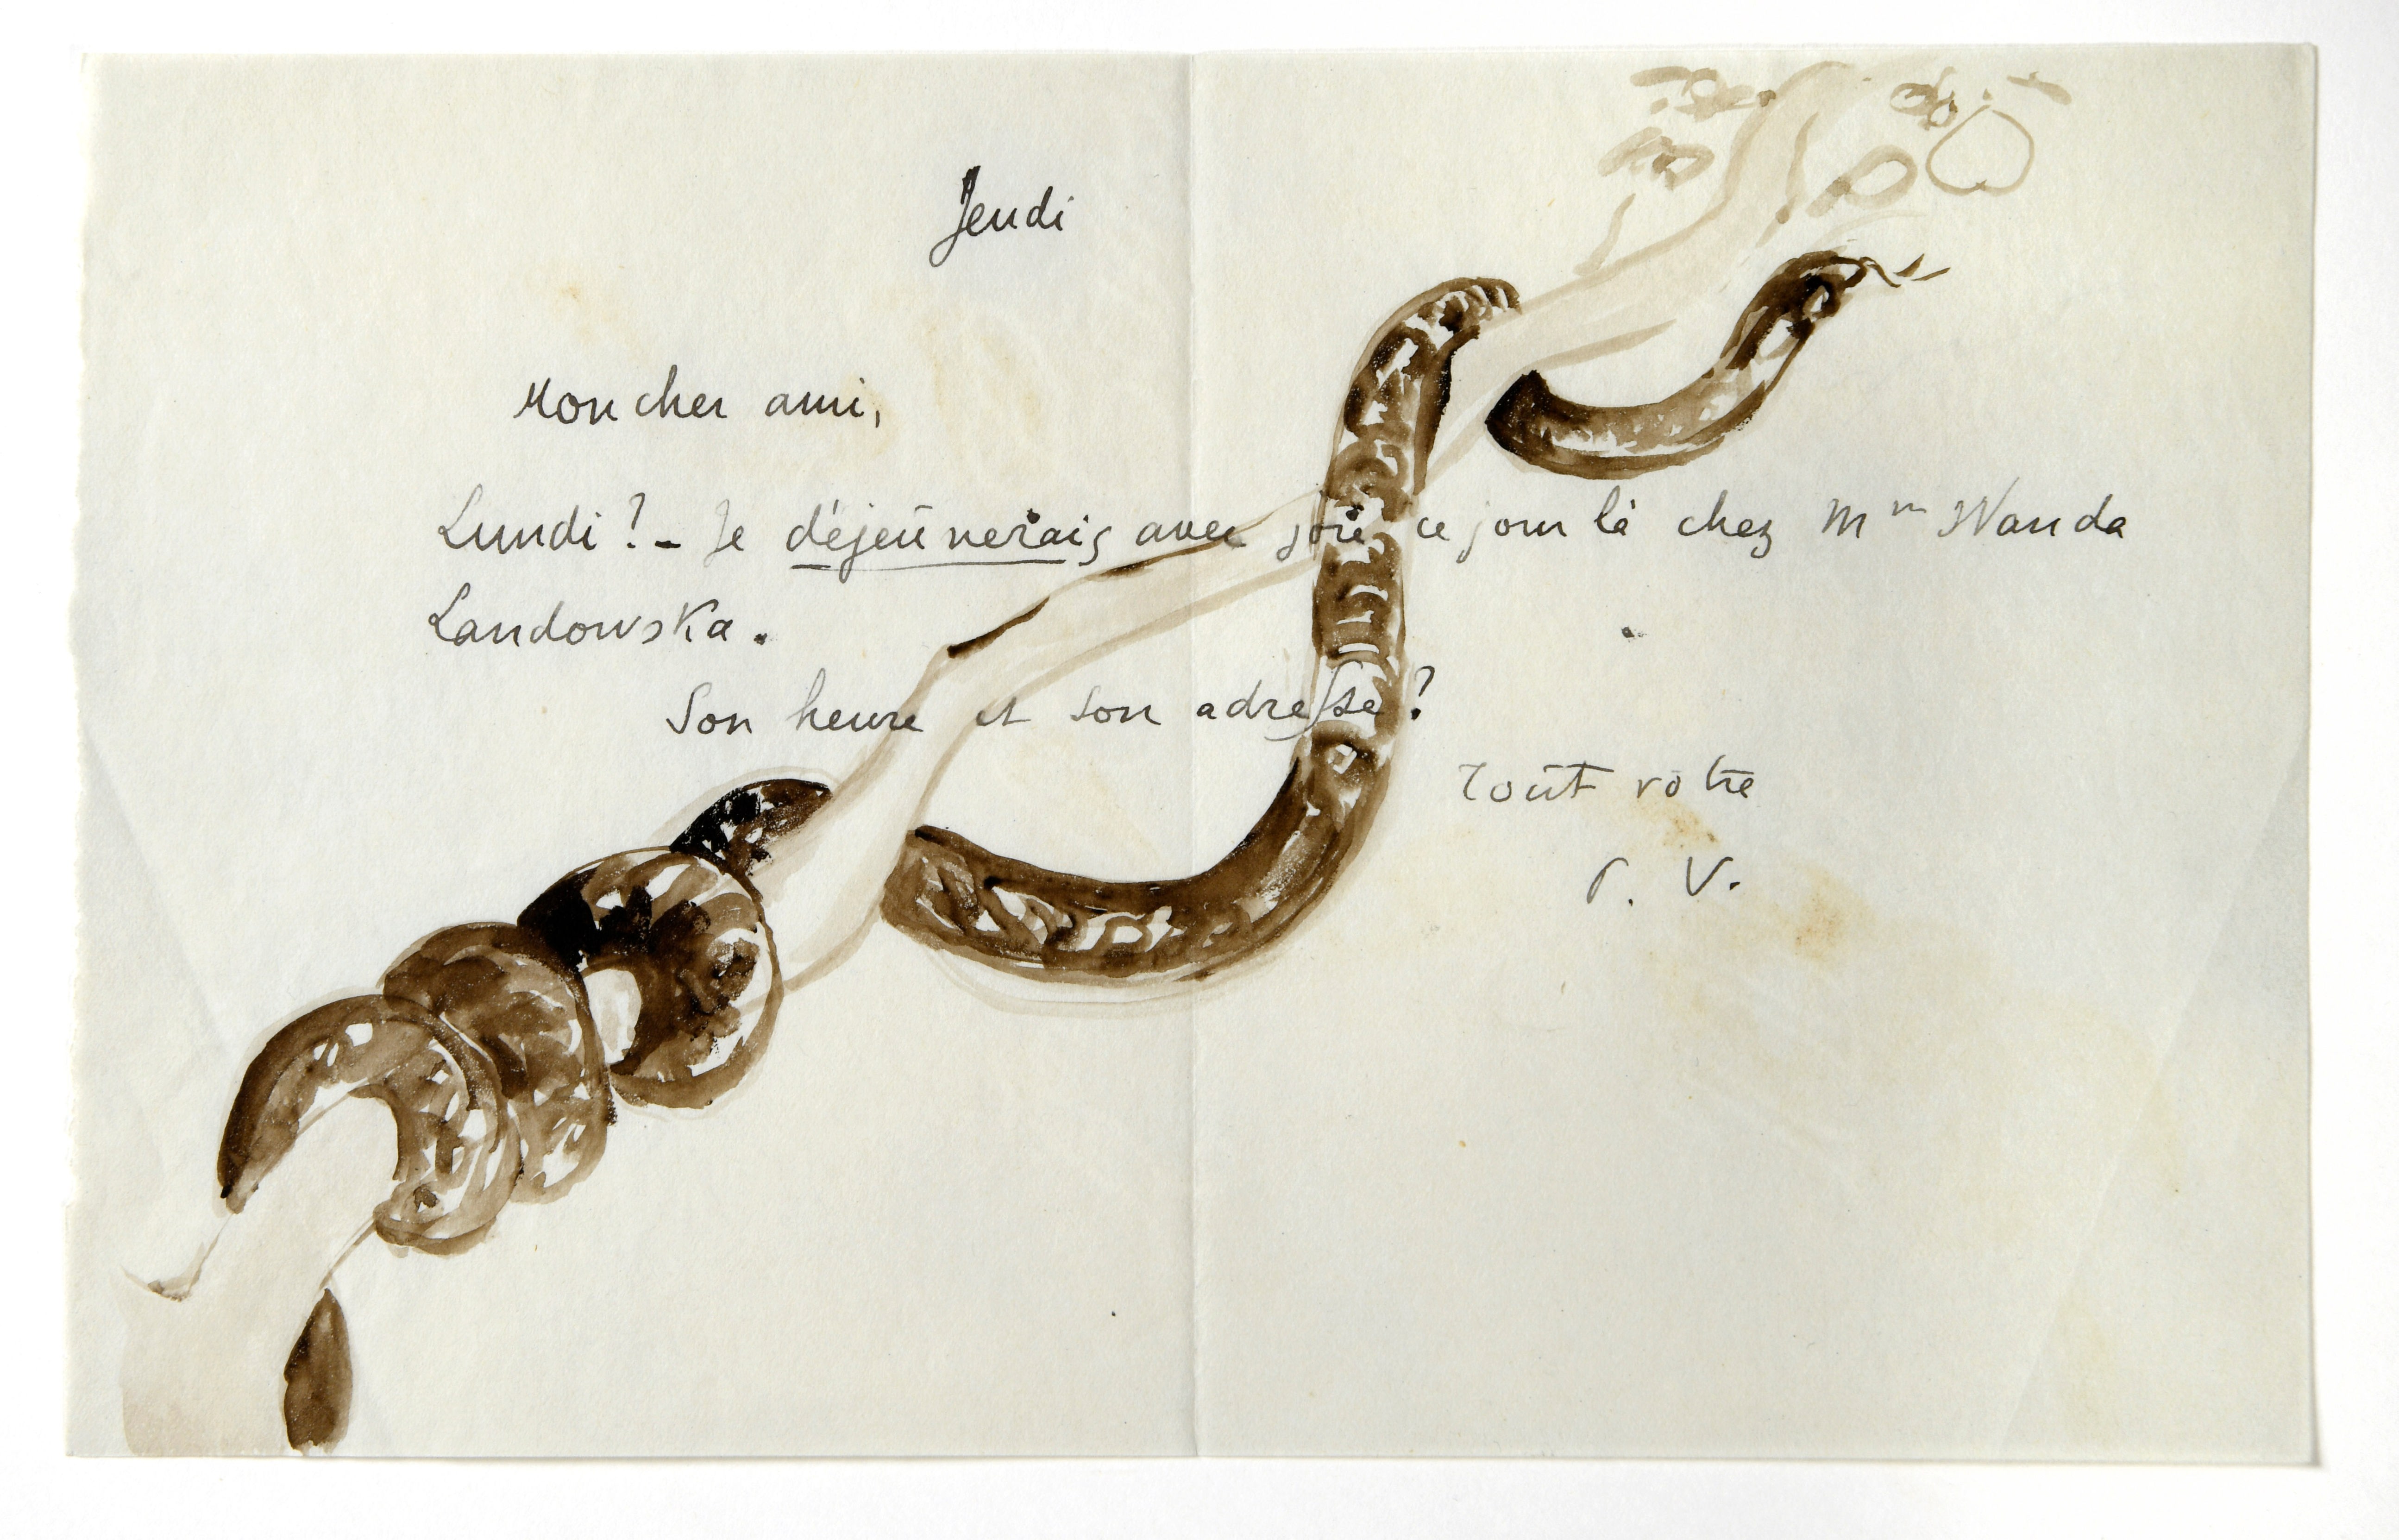 Jeudi
Mon cher ami,
Lundi ? – Je déjeûnerais avec joie ce jour là chez Mme Wanda
Landowska.
Son heure et son adresse ?
Tout vôtre
P. V.